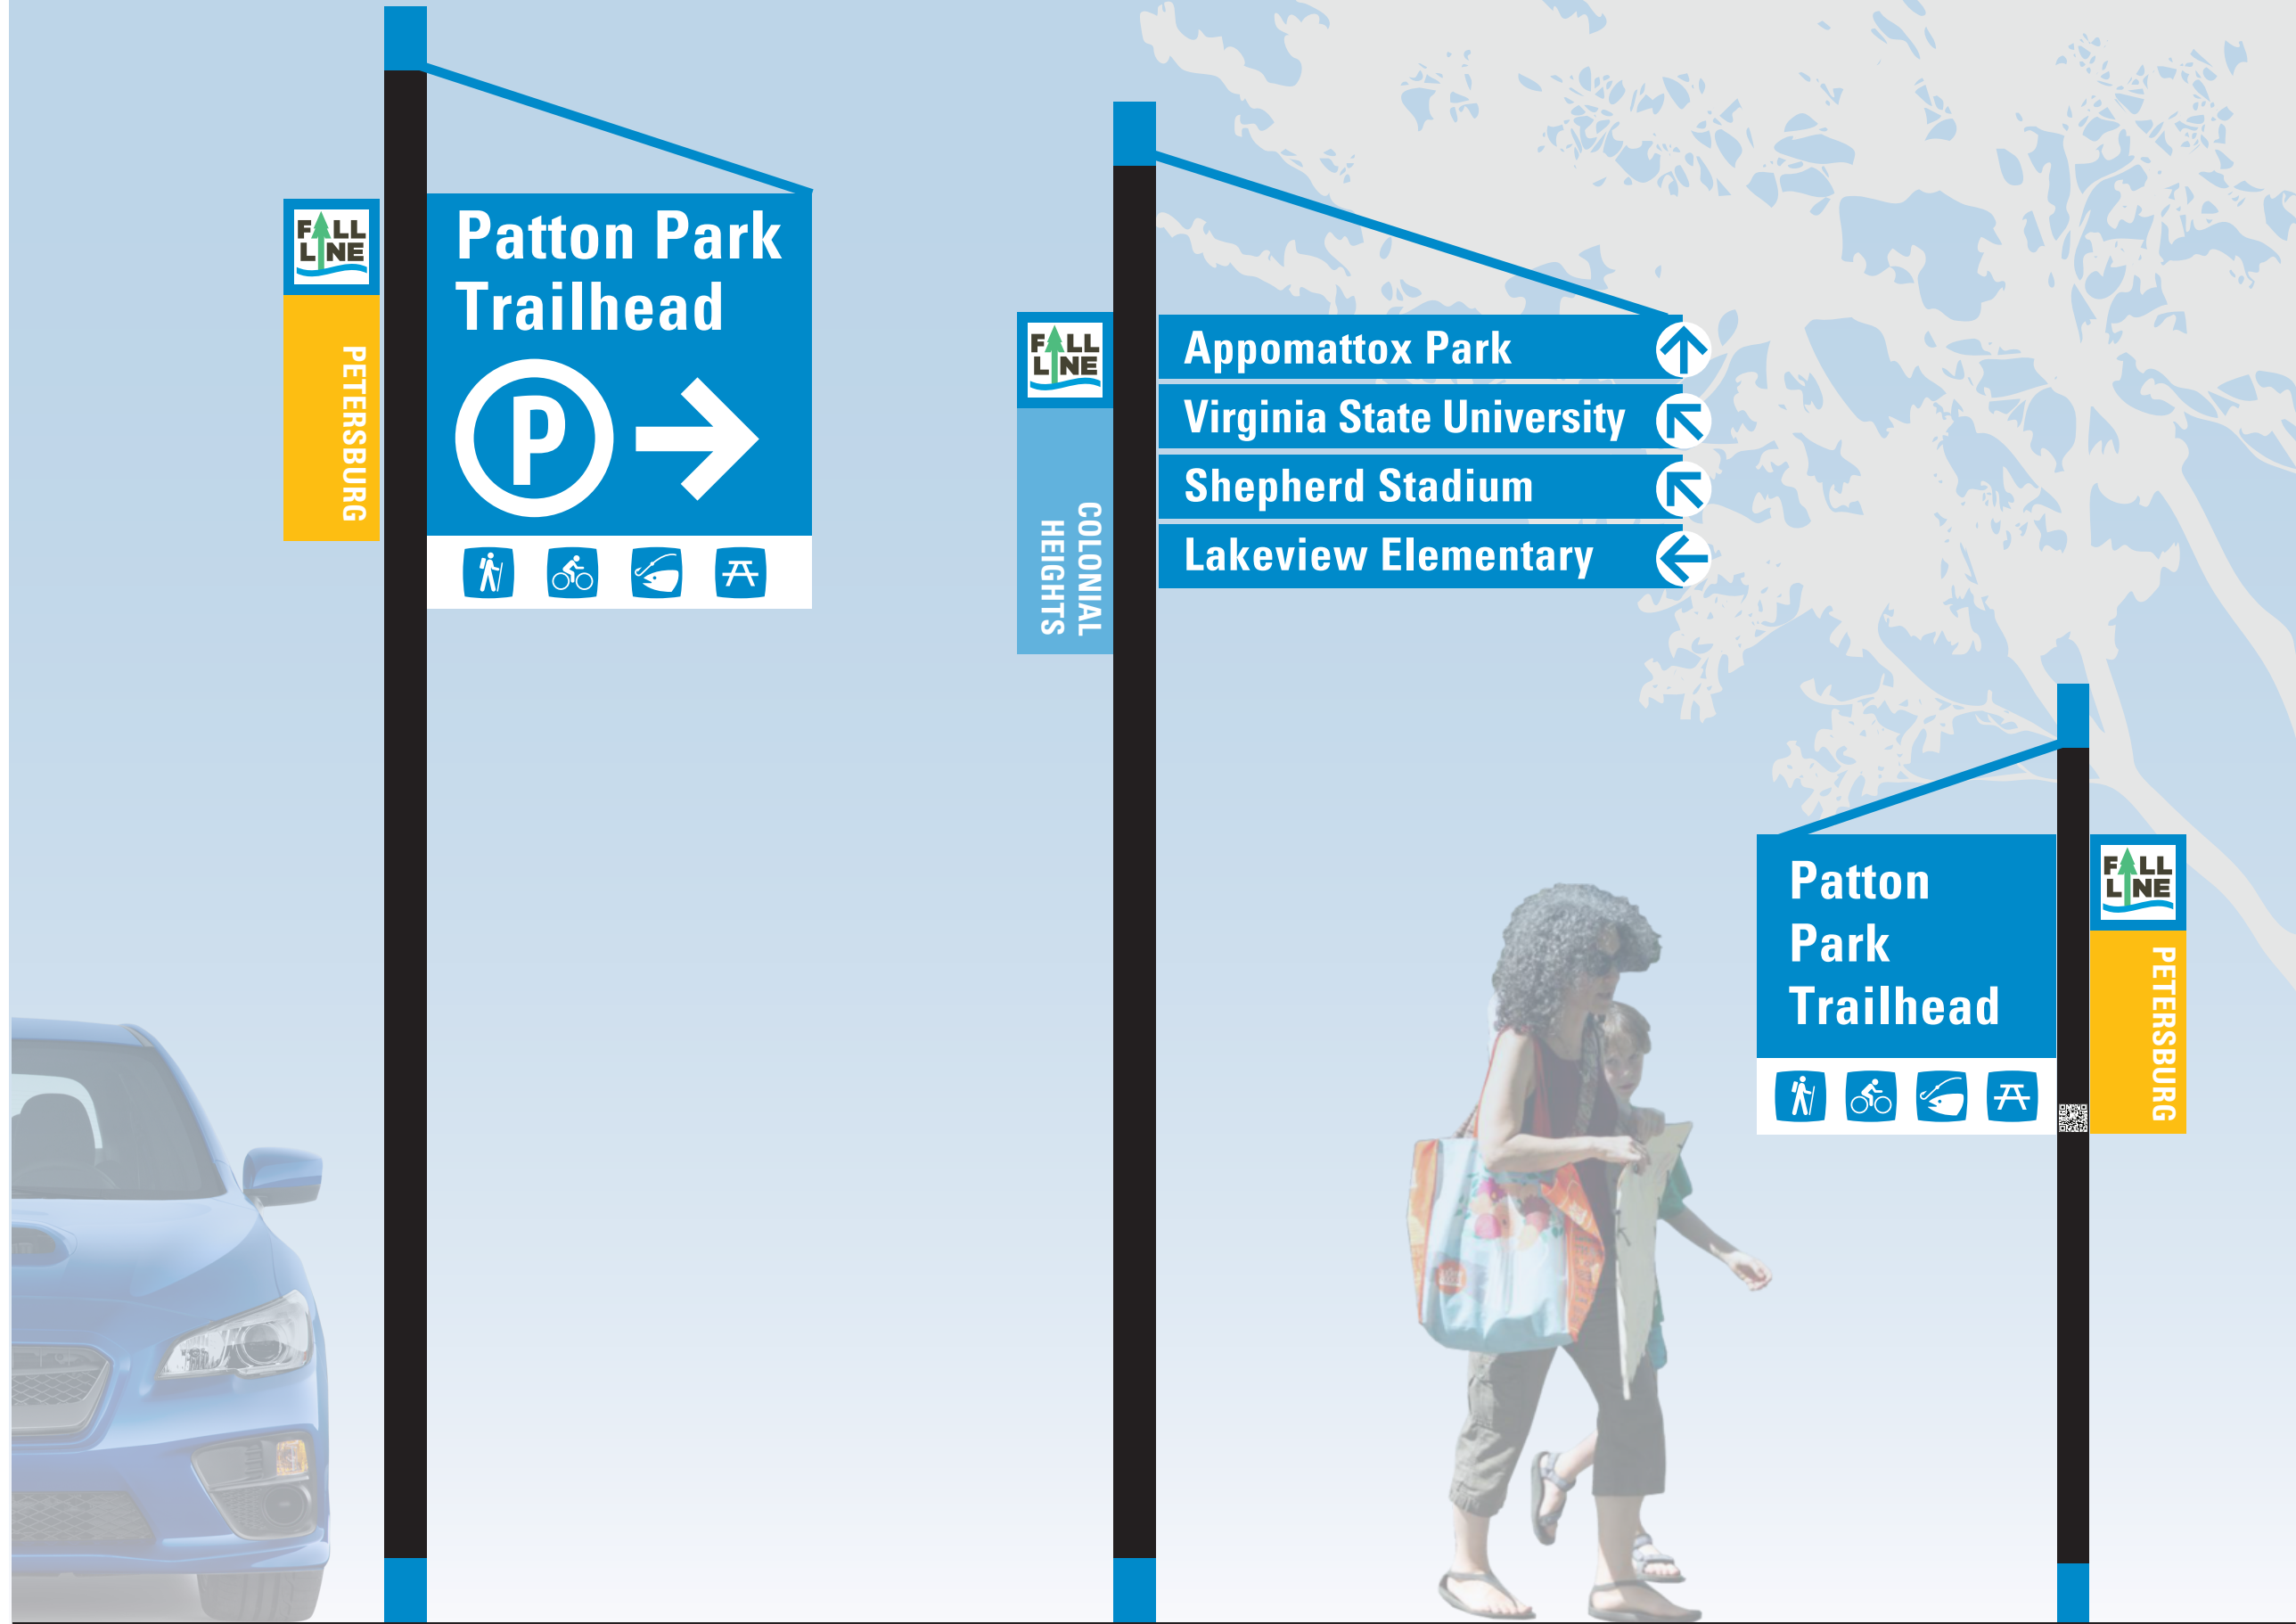 FALL
LINE
PETERSBURG
Patton Park
Trailhead
P
FALL
LINE
COLONIAL
HEIGHTS
Appomattox Park
Virginia State University
Shepherd Stadium
Lakeview Elementary
Patton
Park
Trailhead
FALL
LINE
PETERSBURG